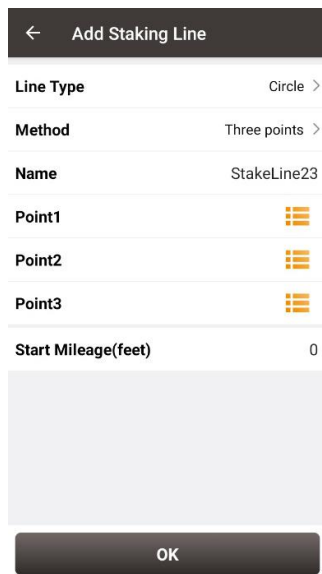 Add Staking Line
Line Type Circle
Method Three points
Name StakeLine23
Point1
Point2
Point3
Start Mileage(feet) 0
OK